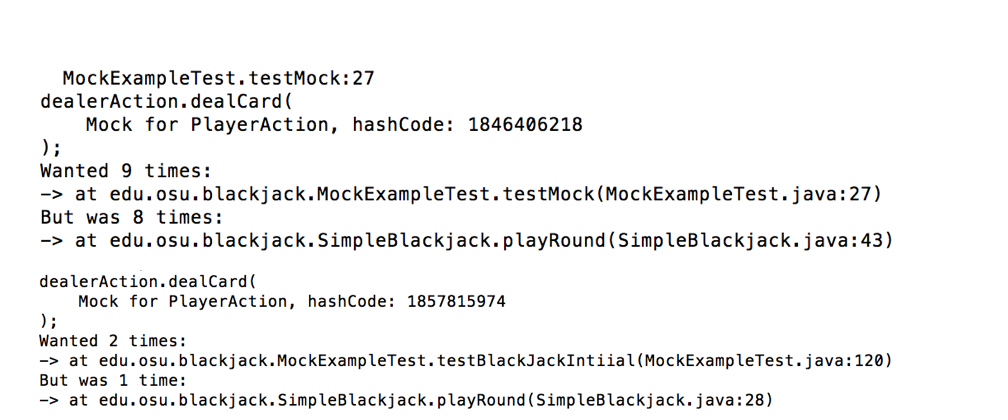 MockExampleTest.testMock:27
dealerAction.dealCard(
Mock for PlayerAction, hashCode: 1846406218
);
Wanted 9 times:
-> at edu.osu.blackjack.MockExampleTest.testMock(MockExampleTest.java:27)
But was 8 times:
-> at edu.osu.blackjack.SimpleBlackjack.playRound(SimpleBlackjack.java:43)
dealerAction.dealCard(
Mock for PlayerAction, hashCode: 1857815974
);
Wanted 2 times:
-> at edu.osu.blackjack.MockExampleTest.testBlackJackIntiial(MockExampleTest.java:120)
But was 1 time:
-> at edu.osu.blackjack.SimpleBlackjack.playRound(SimpleBlackjack.java:28)